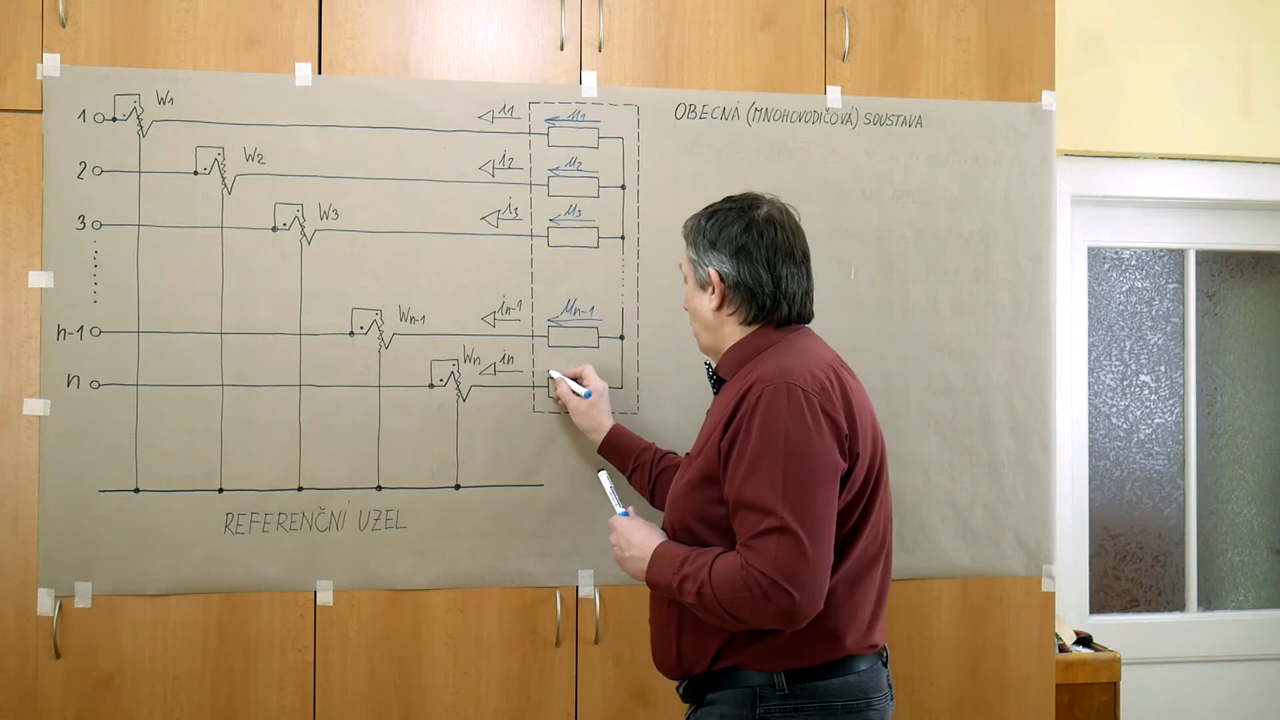 OBECNÁ (MNOHOVODIČOVÁ) SOUSTAVA
1 W1 i1 u1
2 W2 i2 u2
3 W3 i3 u3
n-1 Wn-1 in-1 un-1
n Wn in
REFERENČNÍ UZEL